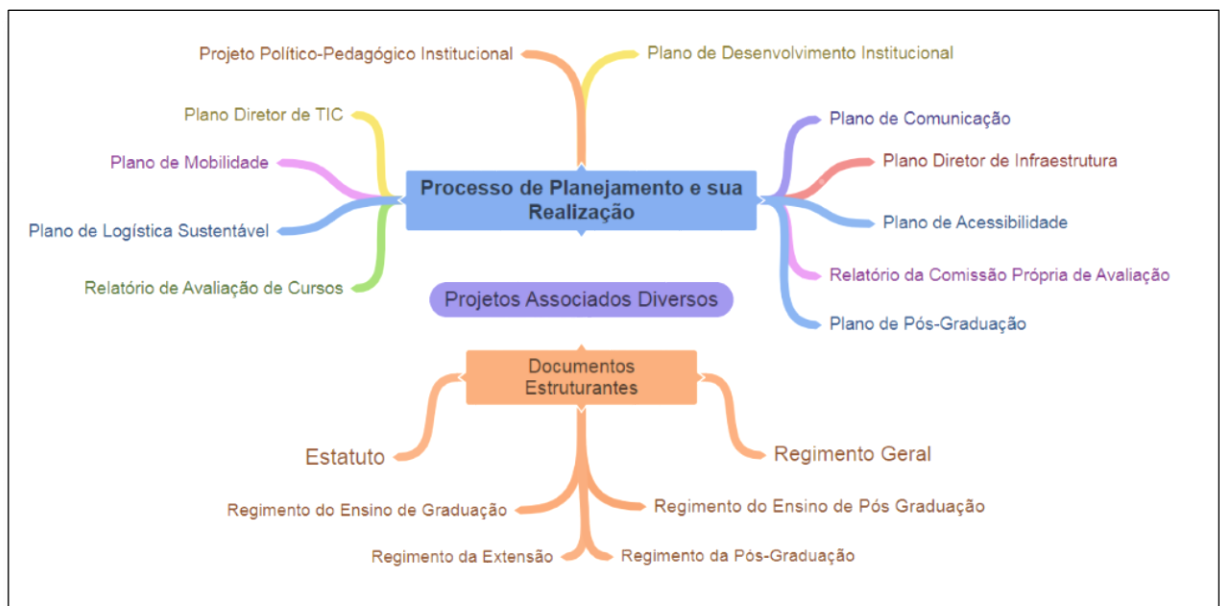 Projeto Político-Pedagógico Institucional
Plano de Desenvolvimento Institucional
Plano Diretor de TIC
Plano de Comunicação
Plano de Mobilidade
Plano Diretor de Infraestrutura
Processo de Planejamento e sua
Realização
Plano de Logística Sustentável
Plano de Acessibilidade
Relatório de Avaliação de Cursos
Relatório da Comissão Própria de Avaliação
Projetos Associados Diversos
Plano de Pós-Graduação
Documentos
Estruturantes
Estatuto
Regimento Geral
Regimento do Ensino de Graduação
Regimento do Ensino de Pós Graduação
Regimento da Extensão
Regimento da Pós-Graduação